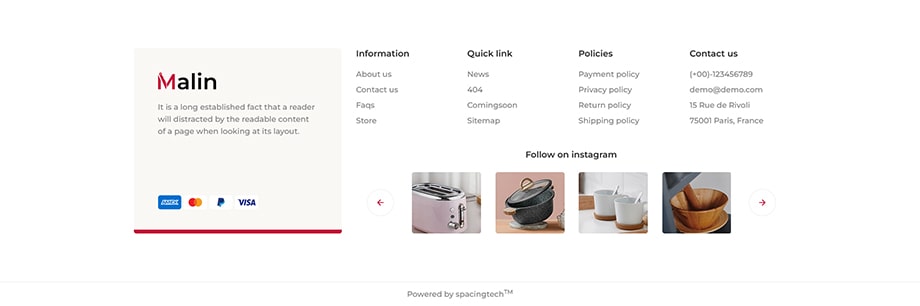 Malin
It is a long established fact that a reader
will distracted by the readable content
of a page when looking at its layout.
VISA
Information
About us
Contact us
Faqs
Store
Quick link
News
404
Comingsoon
Sitemap
Policies
Payment policy
Privacy policy
Return policy
Shipping policy
Contact us
(+00)-123456789
demo@demo.com
15 Rue de Rivoli
75001 Paris, France
Follow on instagram
Powered by spacingtech™